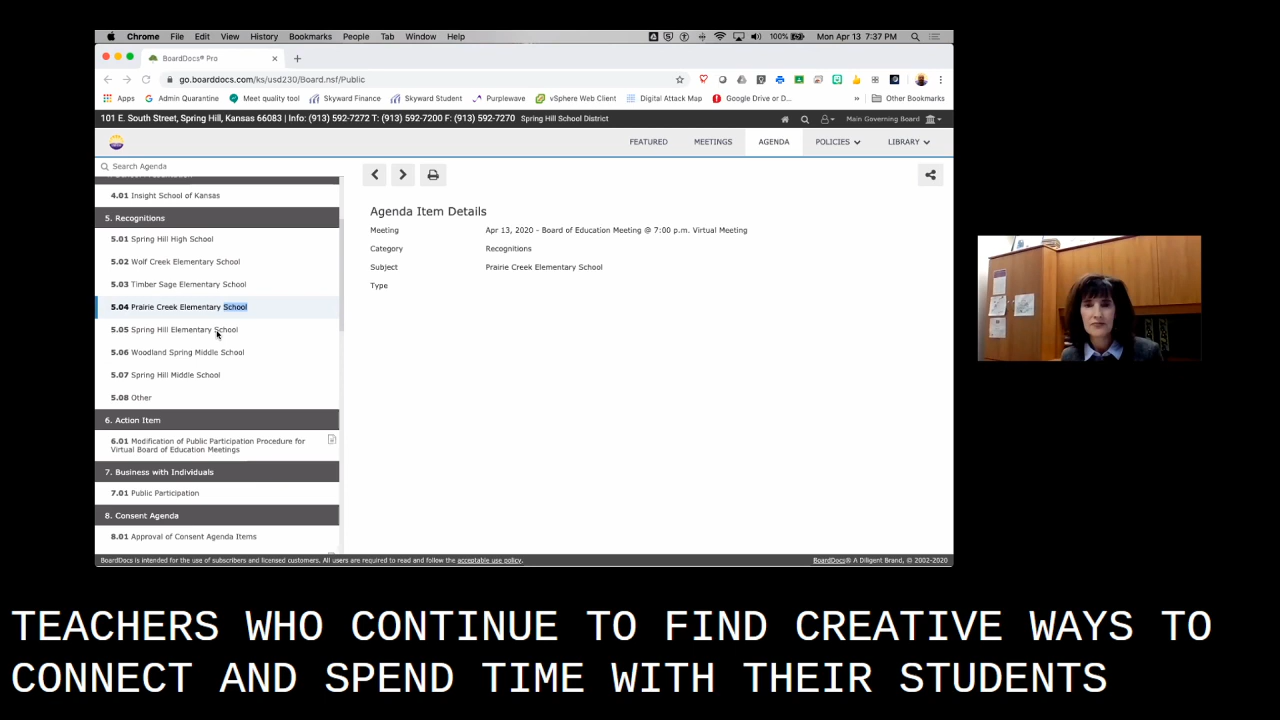 Chrome File Edit View History Bookmarks People Tab Window Help 100% Mon Apr 13 7:37 PM
BoardDocs® Pro
go.boarddocs.com/ks/usd230/Board.nsf/Public
Apps Admin Quarantine Meet quality tool Skyward Finance Skyward Student Purplewave vSphere Web Client Digital Attack Map Google Drive or D... » Other Bookmarks
101 E. South Street, Spring Hill, Kansas 66083 | Info: (913) 592-7272 T: (913) 592-7200 F: (913) 592-7270 Spring Hill School District Main Governing Board
FEATURED MEETINGS AGENDA POLICIES LIBRARY
Search Agenda
4.01 Insight School of Kansas
5. Recognitions
5.01 Spring Hill High School
5.02 Wolf Creek Elementary School
5.03 Timber Sage Elementary School
5.04 Prairie Creek Elementary School
5.05 Spring Hill Elementary School
5.06 Woodland Spring Middle School
5.07 Spring Hill Middle School
5.08 Other
6. Action Item
6.01 Modification of Public Participation Procedure for
Virtual Board of Education Meetings
7. Business with Individuals
7.01 Public Participation
8. Consent Agenda
8.01 Approval of Consent Agenda Items
Agenda Item Details
Meeting Apr 13, 2020 - Board of Education Meeting @ 7:00 p.m. Virtual Meeting
Category Recognitions
Subject Prairie Creek Elementary School
Type
BoardDocs is intended for the use of subscribers and licensed customers. All users are required to read and follow the acceptable use policy. BoardDocs® A Diligent Brand, © 2002-2020
TEACHERS WHO CONTINUE TO FIND CREATIVE WAYS TO
CONNECT AND SPEND TIME WITH THEIR STUDENTS